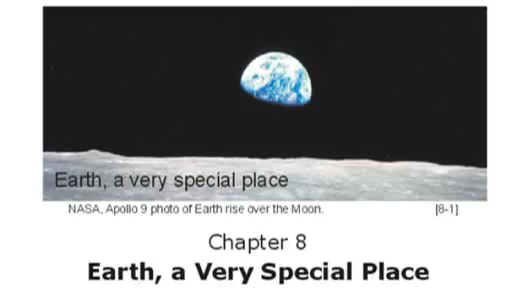 Earth, a very special place
NASA, Apollo 9 photo of Earth rise over the Moon. [8-1]
Chapter 8
Earth, a Very Special Place